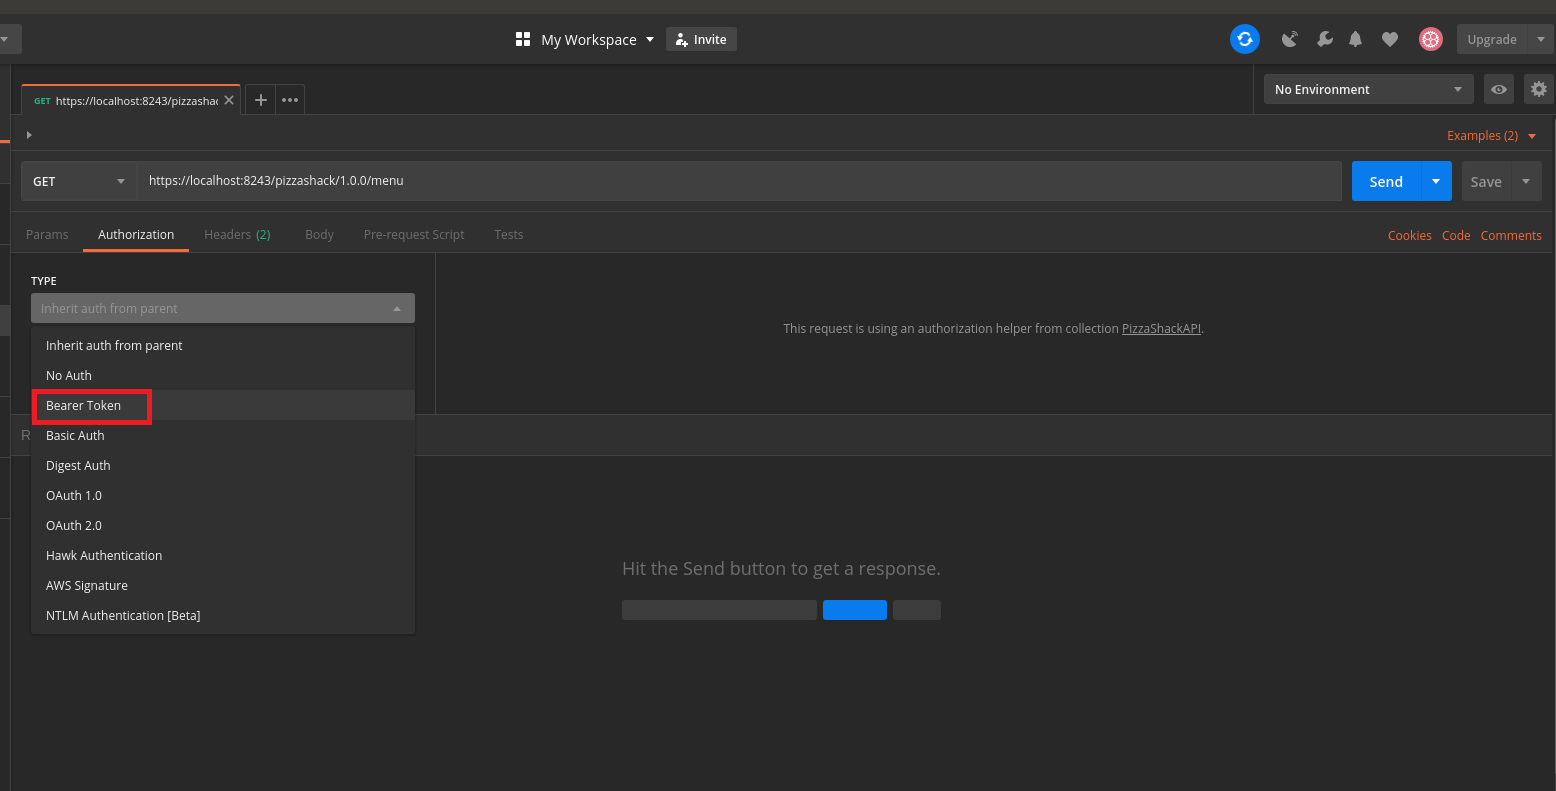 My Workspace Invite Upgrade
GET https://localhost:8243/pizzashac No Environment
Examples (2)
GET https://localhost:8243/pizzashack/1.0.0/menu Send Save
Params Authorization Headers (2) Body Pre-request Script Tests Cookies Code Comments
TYPE
Inherit auth from parent
This request is using an authorization helper from collection PizzaShackAPI.
Inherit auth from parent
No Auth
Bearer Token
R Basic Auth
Digest Auth
OAuth 1.0
OAuth 2.0
Hawk Authentication
Hit the Send button to get a response.
AWS Signature
NTLM Authentication [Beta]